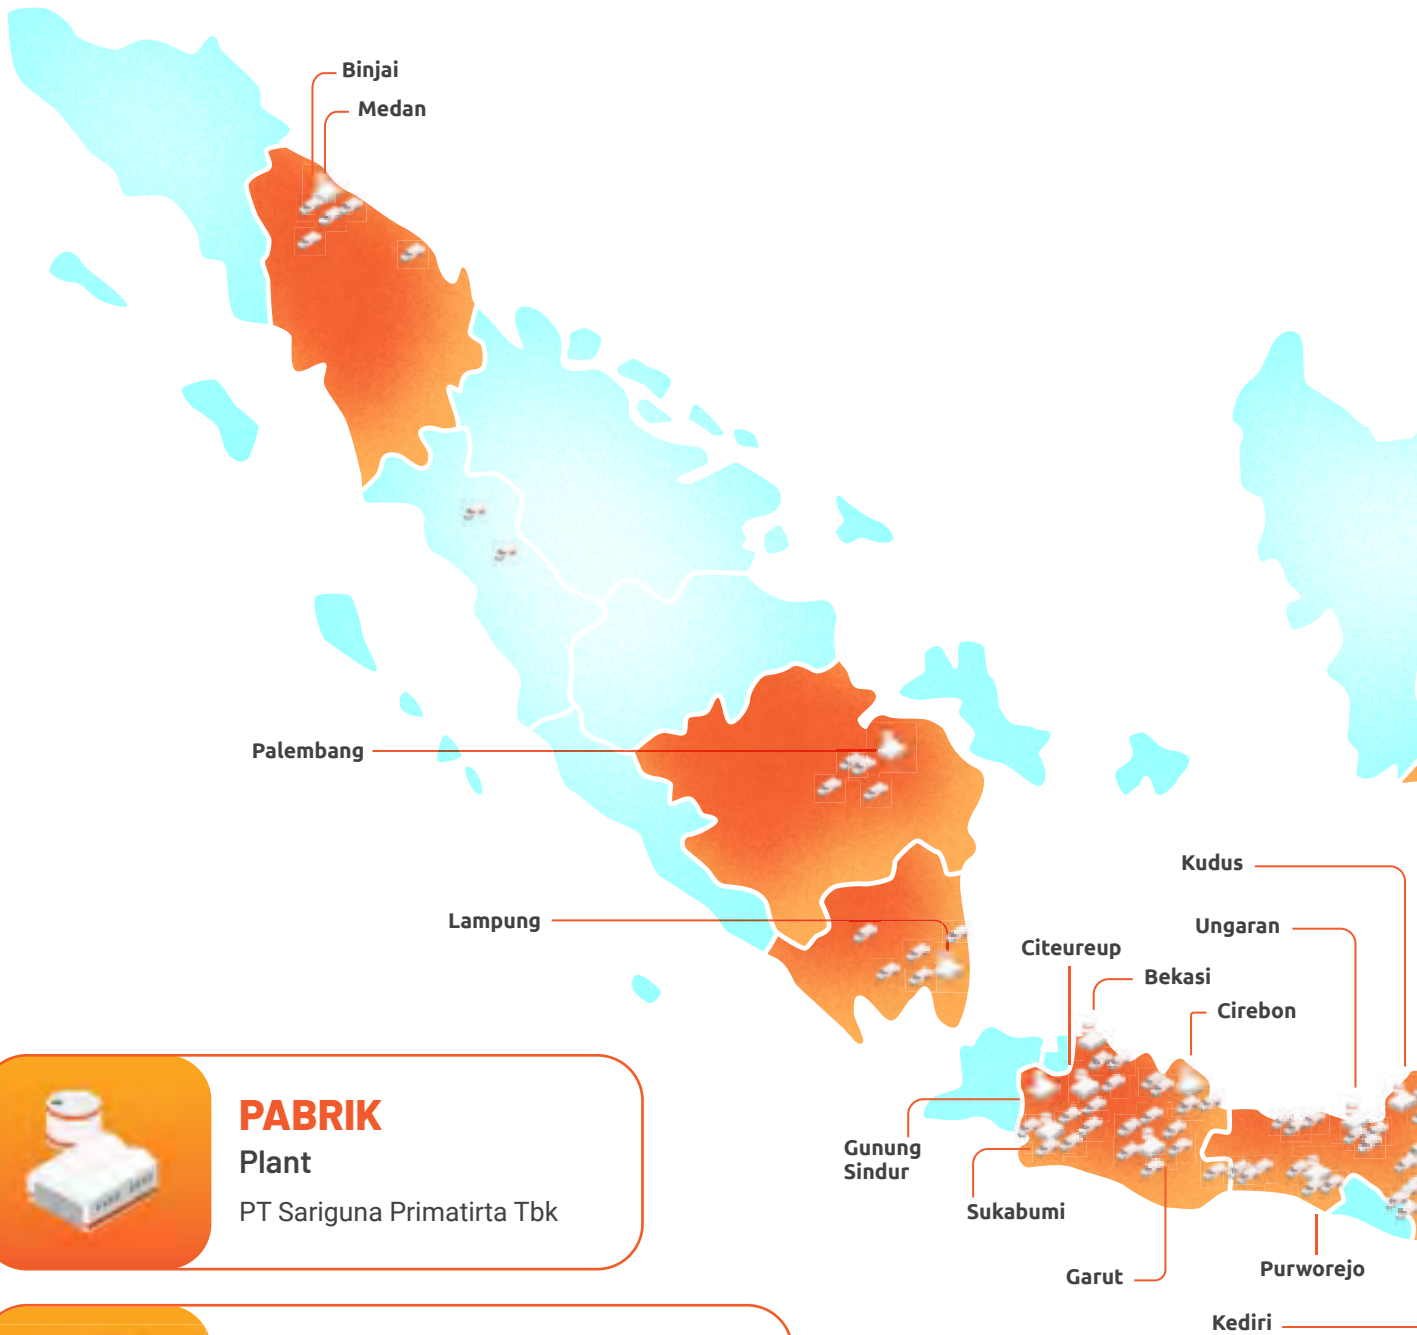 Binjai
Medan
Palembang
Kudus
Lampung
Ungaran
Citeureup
Bekasi
Cirebon
PABRIK
Plant
PT Sariguna Primatirta Tbk
Gunung
Sindur
Sukabumi
Garut
Purworejo
Kediri